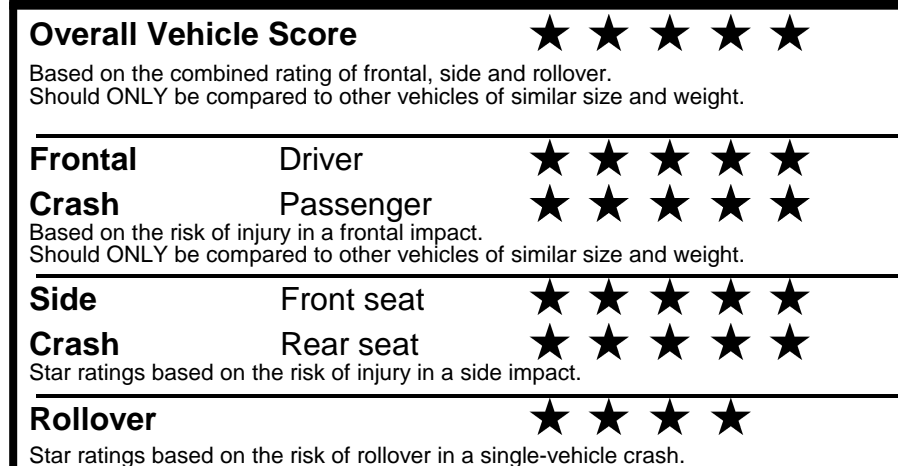 Overall Vehicle Score ★ ★ ★ ★ ★
Based on the combined rating of frontal, side and rollover.
Should ONLY be compared to other vehicles of similar size and weight.
Frontal Driver ★ ★ ★ ★ ★
Crash Passenger ★ ★ ★ ★ ★
Based on the risk of injury in a frontal impact.
Should ONLY be compared to other vehicles of similar size and weight.
Side Front seat ★ ★ ★ ★ ★
Crash Rear seat ★ ★ ★ ★ ★
Star ratings based on the risk of injury in a side impact.
Rollover ★ ★ ★ ★
Star ratings based on the risk of rollover in a single-vehicle crash.